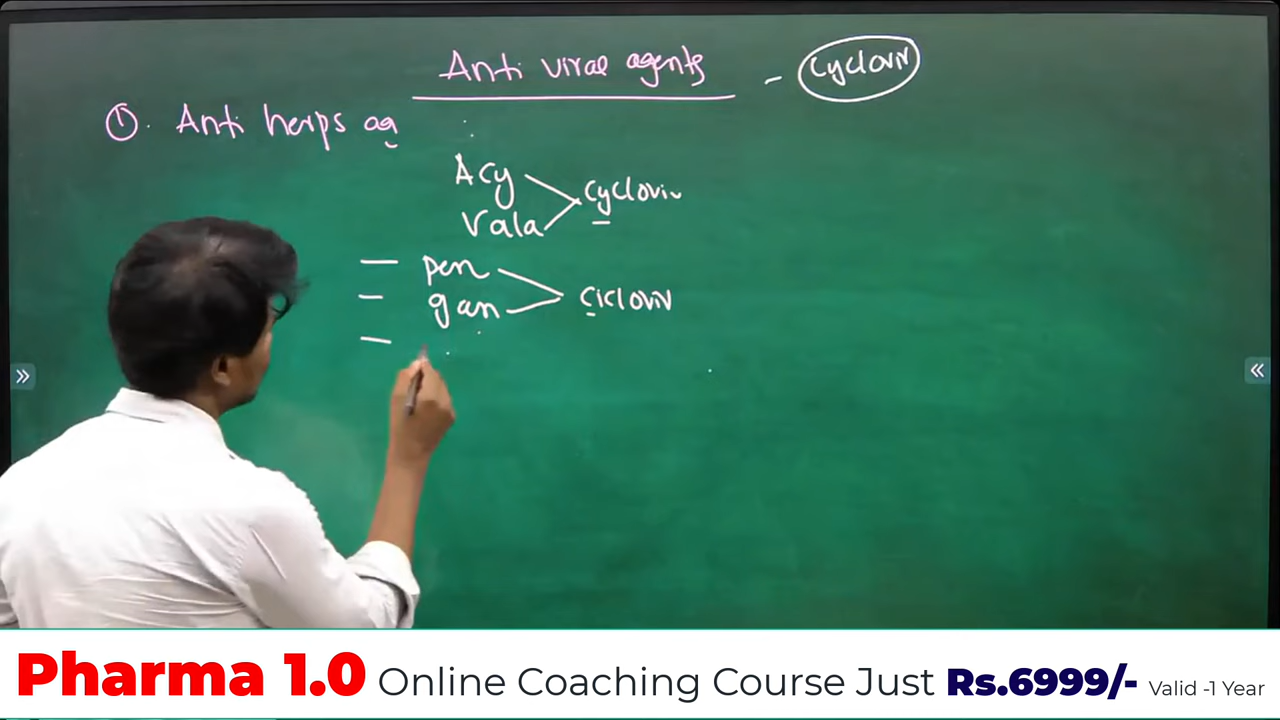 Anti viral agents - Cyclovir
① Anti herps ag
Acy
Vala
Cyclovir
— pen
— gan
Ciclovir
—
Pharma 1.0 Online Coaching Course Just Rs.6999/- Valid -1 Year